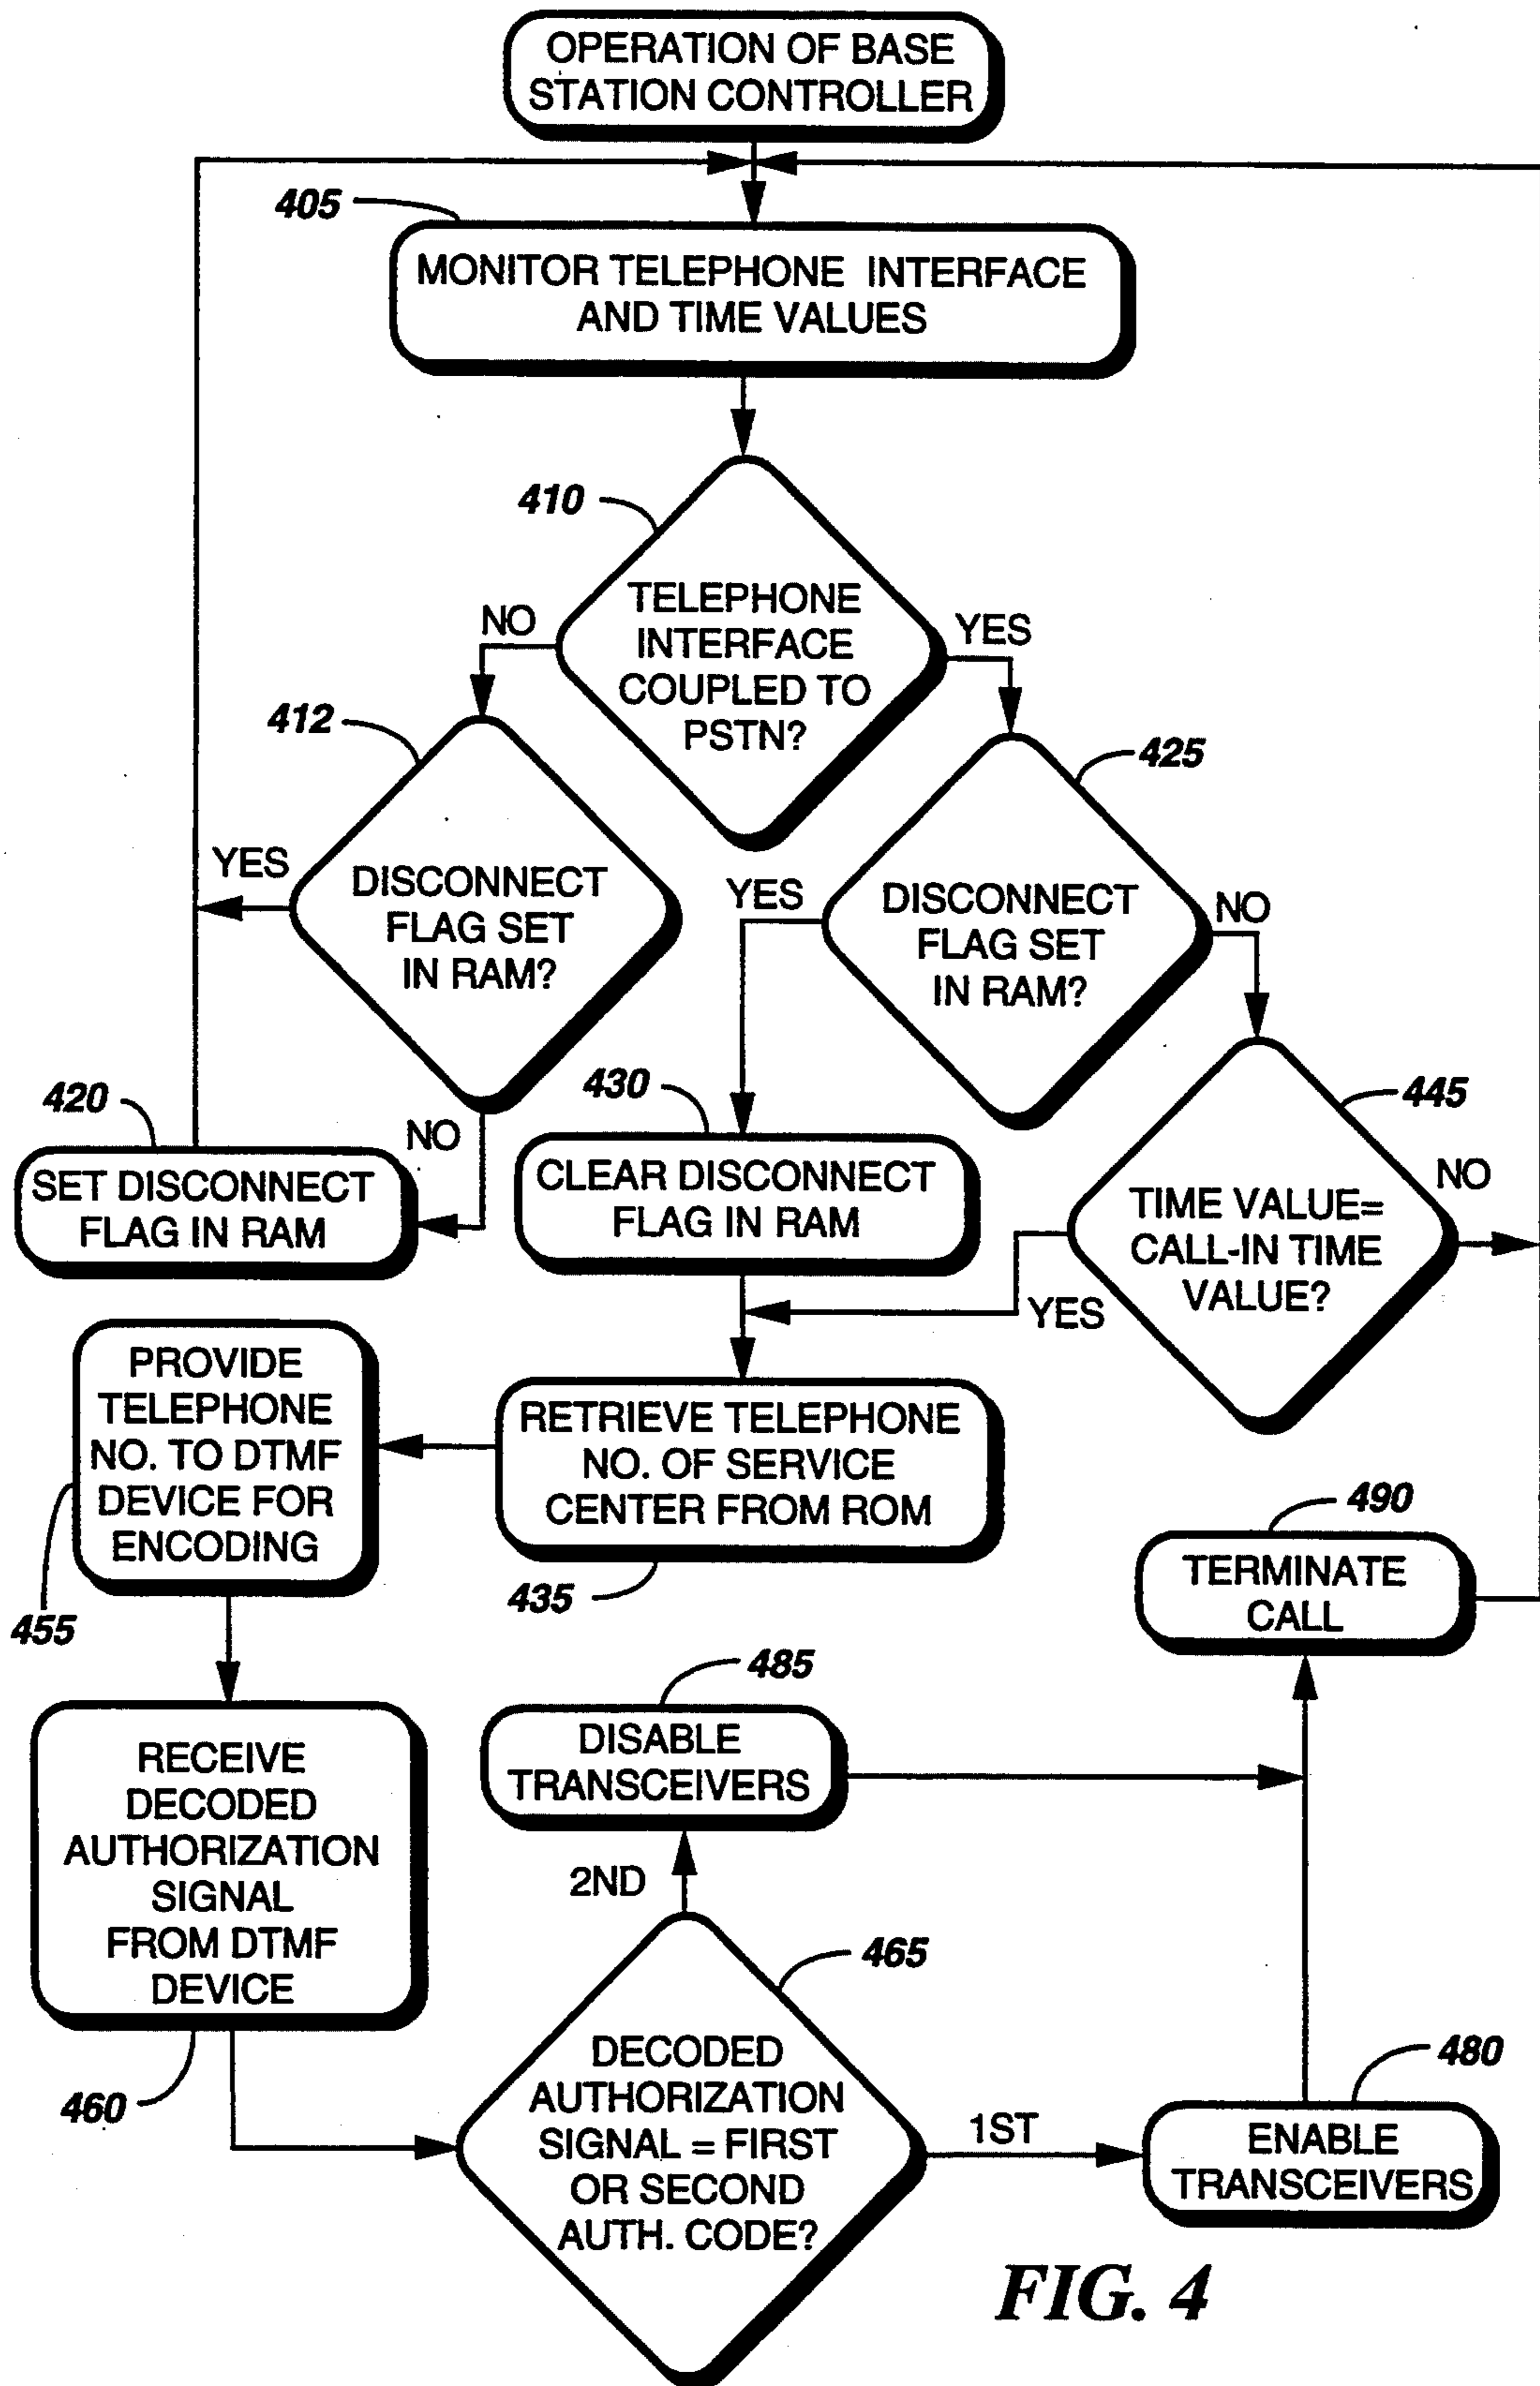 OPERATION OF BASE
STATION CONTROLLER
405
MONITOR TELEPHONE INTERFACE
AND TIME VALUES
410
TELEPHONE
INTERFACE
COUPLED TO
PSTN?
NO
YES
412
DISCONNECT
FLAG SET
IN RAM?
YES
NO
425
DISCONNECT
FLAG SET
IN RAM?
YES
NO
420
SET DISCONNECT
FLAG IN RAM
430
CLEAR DISCONNECT
FLAG IN RAM
445
TIME VALUE=
CALL-IN TIME
VALUE?
NO
YES
PROVIDE
TELEPHONE
NO. TO DTMF
DEVICE FOR
ENCODING
455
RETRIEVE TELEPHONE
NO. OF SERVICE
CENTER FROM ROM
435
490
TERMINATE
CALL
485
DISABLE
TRANSCEIVERS
RECEIVE
DECODED
AUTHORIZATION
SIGNAL
FROM DTMF
DEVICE
460
2ND
465
DECODED
AUTHORIZATION
SIGNAL = FIRST
OR SECOND
AUTH. CODE?
1ST
480
ENABLE
TRANSCEIVERS
FIG. 4